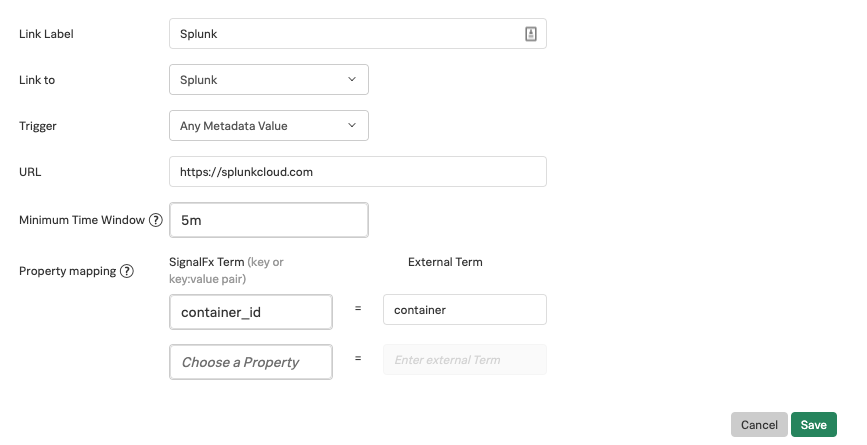 Link Label
Splunk
Link to
Splunk
Trigger
Any Metadata Value
URL
https://splunkcloud.com
Minimum Time Window ?
5m
Property mapping ?
SignalFx Term (key or
key:value pair)
External Term
container_id
=
container
Choose a Property
=
Enter external Term
Cancel
Save